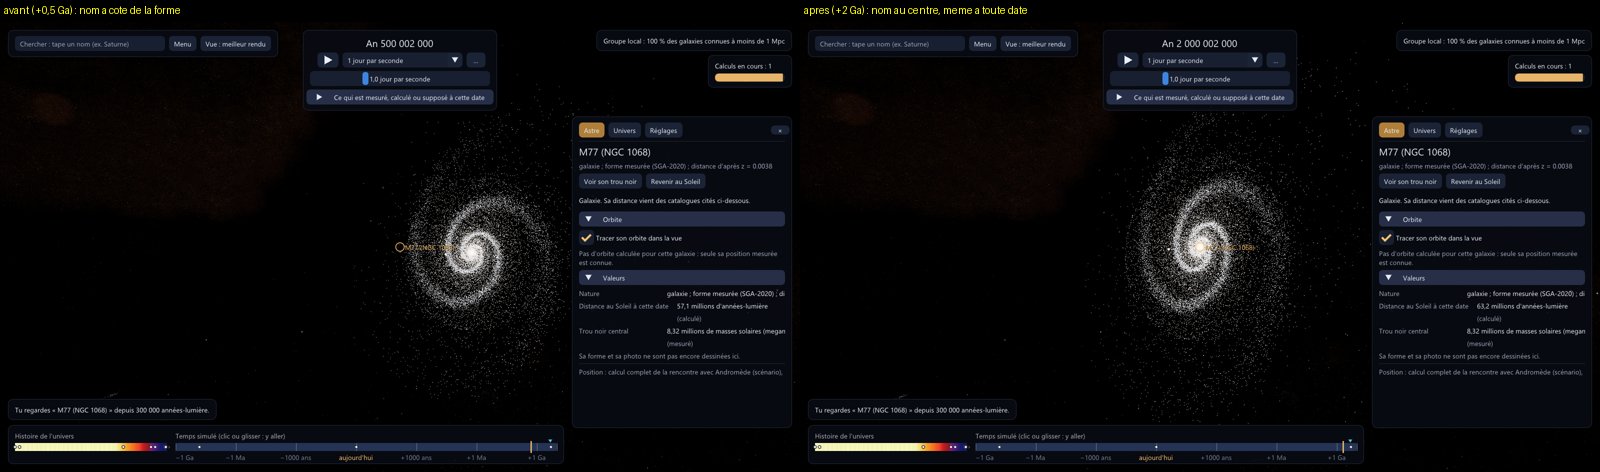 avant (+0,5 Ga) : nom a cote de la forme
Chercher : tape un nom (ex. Saturne)
Menu
Vue : meilleur rendu
An 500 002 000
1 jour par seconde
...
1,0 jour par seconde
Ce qui est mesuré, calculé ou supposé à cette date
Groupe local : 100 % des galaxies connues à moins de 1 Mpc
Calculs en cours : 1
Astre
Univers
Réglages
×
M77 (NGC 1068)
galaxie ; forme mesurée (SGA-2020) ; distance d'après z = 0.0038
Voir son trou noir
Revenir au Soleil
Galaxie. Sa distance vient des catalogues cités ci-dessous.
Orbite
Tracer son orbite dans la vue
Pas d'orbite calculée pour cette galaxie : seule sa position mesurée
est connue.
Valeurs
Nature
galaxie ; forme mesurée (SGA-2020) ; di
Distance au Soleil à cette date
57,1 millions d'années-lumière
(calculé)
Trou noir central
8,32 millions de masses solaires (megan
(mesuré)
Sa forme et sa photo ne sont pas encore dessinées ici.
Position : calcul complet de la rencontre avec Andromède (scénario),
M77 (NGC 1068)
Tu regardes « M77 (NGC 1068) » depuis 300 000 années-lumière.
Histoire de l'univers
Temps simulé (clic ou glisser : y aller)
−1 Ga
−1 Ma
−1000 ans
aujourd'hui
+1000 ans
+1 Ma
+1 Ga
apres (+2 Ga) : nom au centre, meme a toute date
Chercher : tape un nom (ex. Saturne)
Menu
Vue : meilleur rendu
An 2 000 002 000
1 jour par seconde
...
1,0 jour par seconde
Ce qui est mesuré, calculé ou supposé à cette date
Groupe local : 100 % des galaxies connues à moins de 1 Mpc
Calculs en cours : 1
Astre
Univers
Réglages
×
M77 (NGC 1068)
galaxie ; forme mesurée (SGA-2020) ; distance d'après z = 0.0038
Voir son trou noir
Revenir au Soleil
Galaxie. Sa distance vient des catalogues cités ci-dessous.
Orbite
Tracer son orbite dans la vue
Pas d'orbite calculée pour cette galaxie : seule sa position mesurée
est connue.
Valeurs
Nature
galaxie ; forme mesurée (SGA-2020) ; di
Distance au Soleil à cette date
63,2 millions d'années-lumière
(calculé)
Trou noir central
8,32 millions de masses solaires (megan
(mesuré)
Sa forme et sa photo ne sont pas encore dessinées ici.
Position : calcul complet de la rencontre avec Andromède (scénario),
1068)
Tu regardes « M77 (NGC 1068) » depuis 300 000 années-lumière.
Histoire de l'univers
Temps simulé (clic ou glisser : y aller)
−1 Ga
−1 Ma
−1000 ans
aujourd'hui
+1000 ans
+1 Ma
+1 Ga